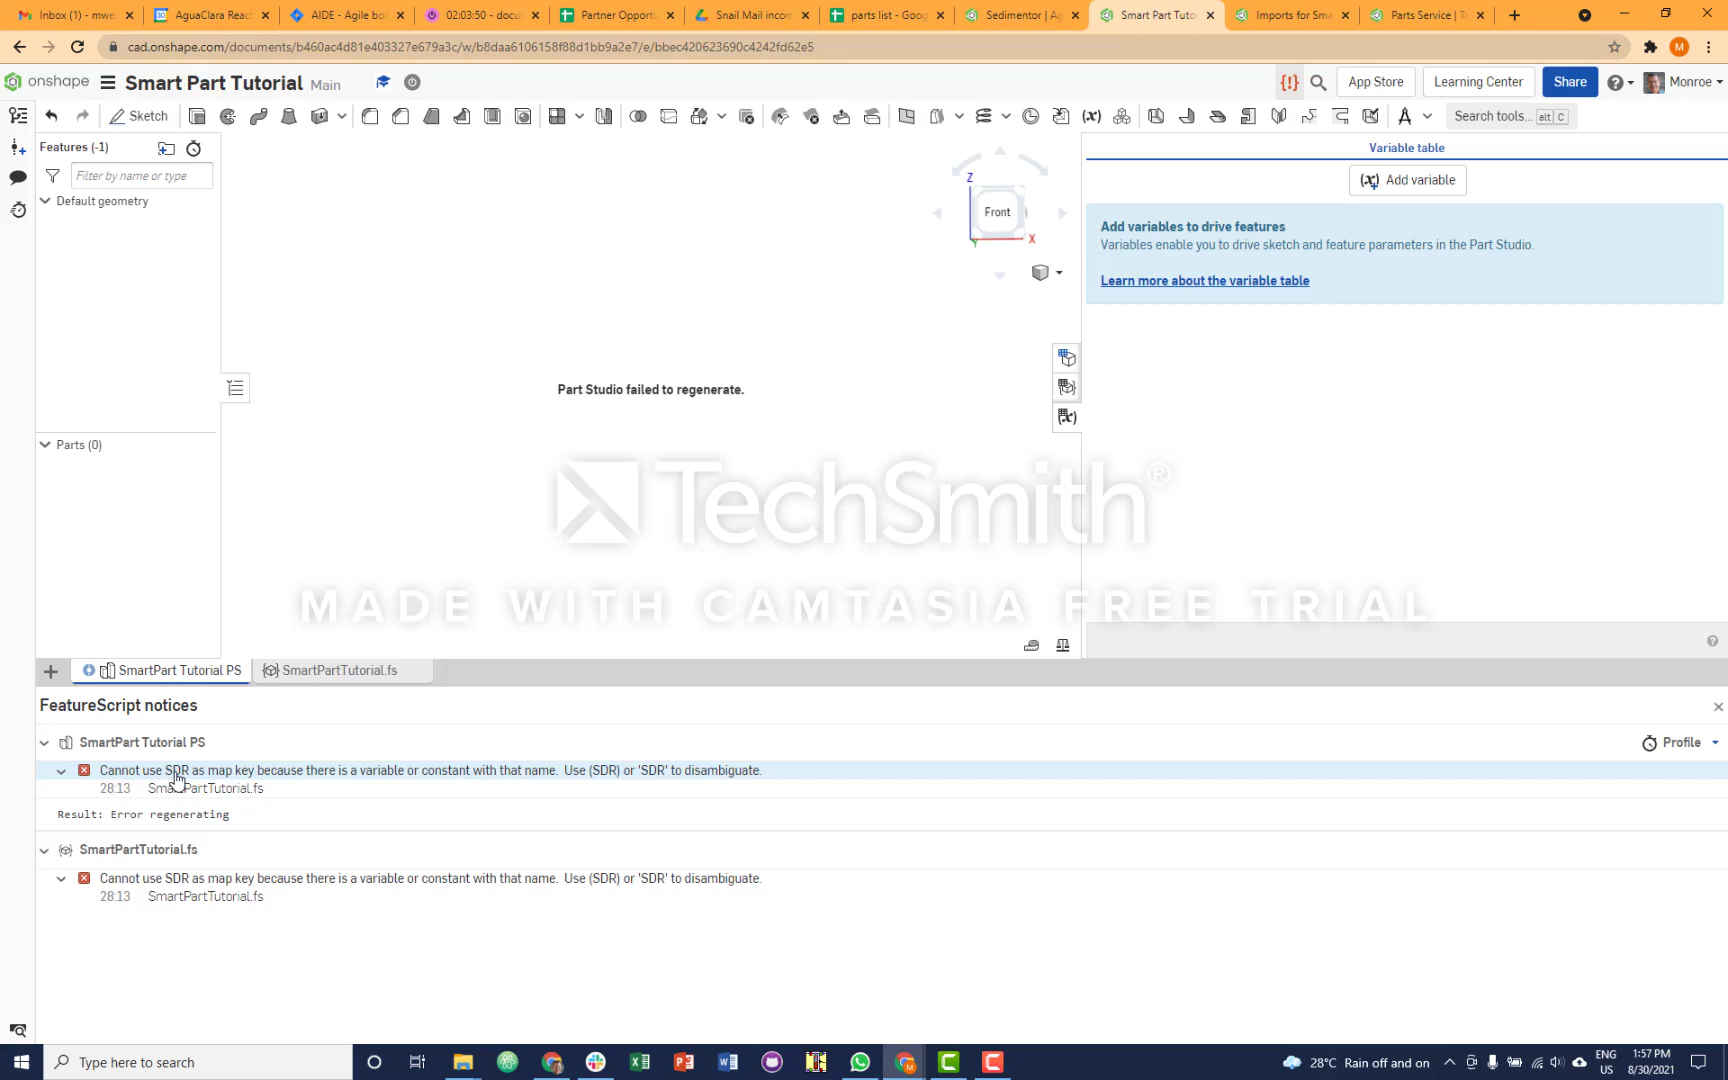 Inbox (1) - mwe
AguaClara Reac
AIDE - Agile bo
02:03:50 - docu
Partner Opportu
Snail Mail incon
parts list - Goog
Sedimentor | Ag
Smart Part Tuto
Imports for Sma
Parts Service | Ta
cad.onshape.com/documents/b460ac4d81e403327e679a3c/w/b8daa6106158f88d1bb9a2e7/e/bbec420623690c4242fd62e5
M
onshape
Smart Part Tutorial Main
App Store
Learning Center
Share
Monroe
Sketch
Search tools... alt C
Features (-1)
Filter by name or type
Default geometry
Parts (0)
Z
Front
X
Y
Part Studio failed to regenerate.
Variable table
(x) Add variable
Add variables to drive features
Variables enable you to drive sketch and feature parameters in the Part Studio.
Learn more about the variable table
TechSmith®
MADE WITH CAMTASIA FREE TRIAL
SmartPart Tutorial PS
SmartPartTutorial.fs
FeatureScript notices
SmartPart Tutorial PS
Profile
Cannot use SDR as map key because there is a variable or constant with that name. Use (SDR) or 'SDR' to disambiguate.
28:13 SmartPartTutorial.fs
Result: Error regenerating
SmartPartTutorial.fs
Cannot use SDR as map key because there is a variable or constant with that name. Use (SDR) or 'SDR' to disambiguate.
28:13 SmartPartTutorial.fs
Type here to search
28°C Rain off and on
ENG
US
1:57 PM
8/30/2021